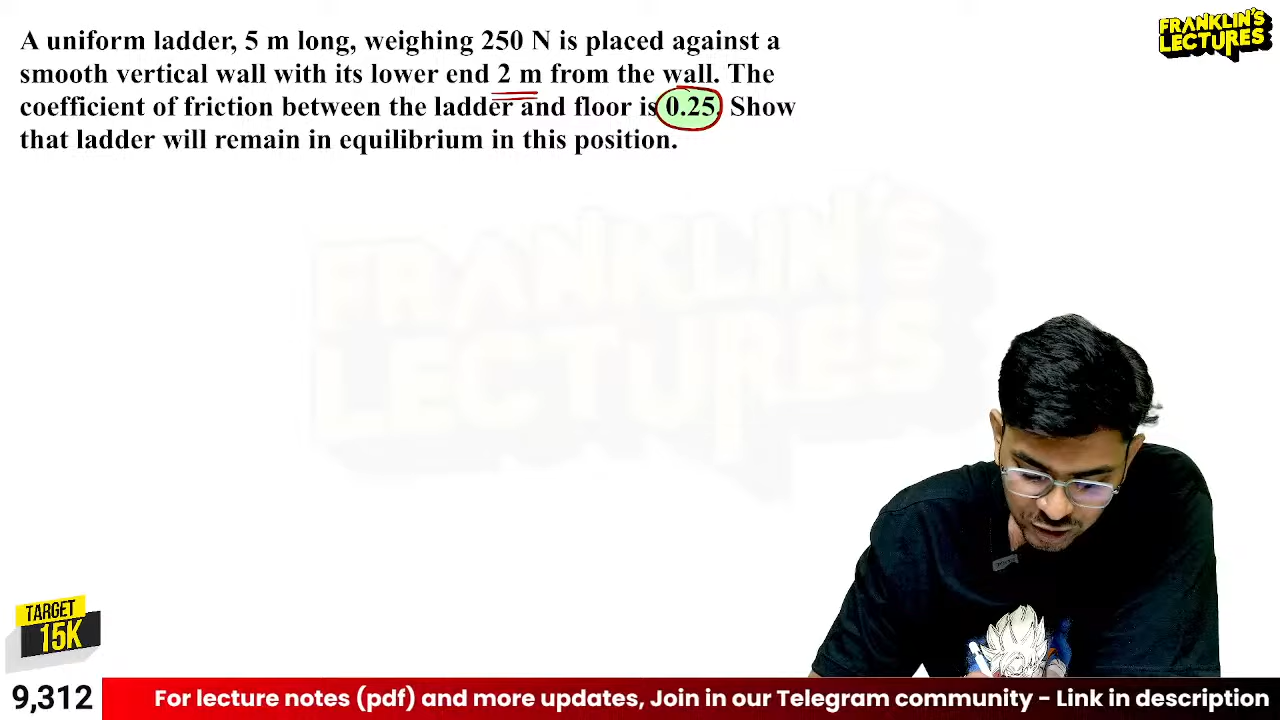 A uniform ladder, 5 m long, weighing 250 N is placed against a
smooth vertical wall with its lower end 2 m from the wall. The
coefficient of friction between the ladder and floor is 0.25. Show
that ladder will remain in equilibrium in this position.
FRANKLIN'S
LECTURES
FRANKLIN'S
LECTURES
TARGET
15K
9,312
For lecture notes (pdf) and more updates, Join in our Telegram community - Link in description